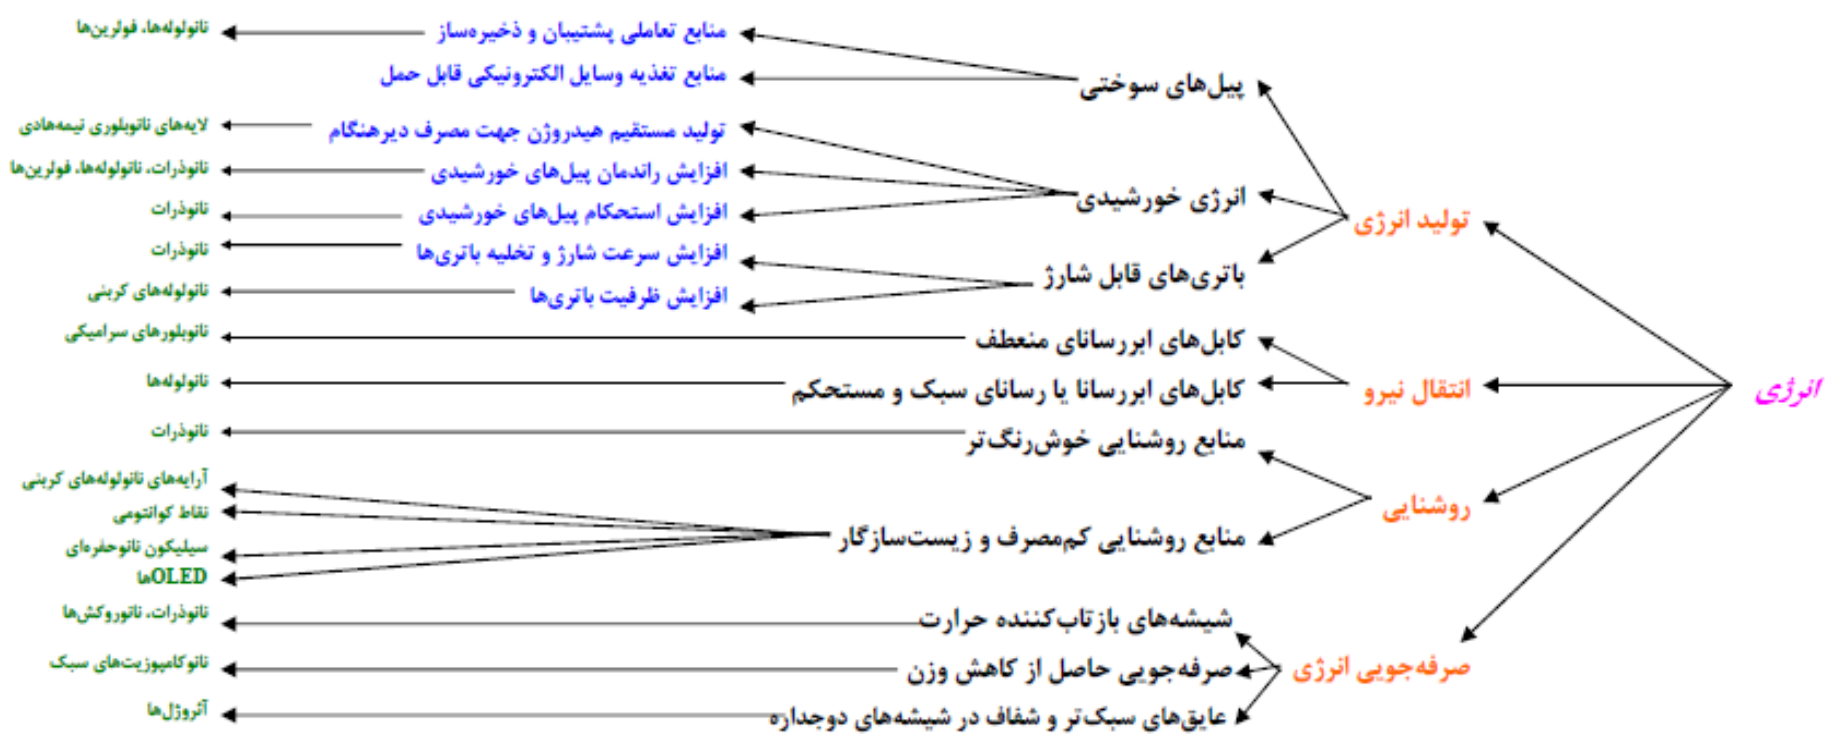 انرژی
تولید انرژی
پیل‌های سوختی
منابع تعاملی پشتیبان و ذخیره‌ساز
نانولوله‌ها، فولرین‌ها
منابع تغذیه وسایل الکترونیکی قابل حمل
انرژی خورشیدی
تولید مستقیم هیدروژن جهت مصرف دیرهنگام
لایه‌های نانوبلوری نیمه‌هادی
افزایش راندمان پیل‌های خورشیدی
نانوذرات، نانولوله‌ها، فولرین‌ها
افزایش استحکام پیل‌های خورشیدی
نانوذرات
باتری‌های قابل شارژ
افزایش سرعت شارژ و تخلیه باتری‌ها
نانوذرات
افزایش ظرفیت باتری‌ها
نانولوله‌های کربنی
انتقال نیرو
کابل‌های ابررسانای منعطف
نانوبلورهای سرامیکی
کابل‌های ابررسانا یا رسانای سبک و مستحکم
نانولوله‌ها
روشنایی
منابع روشنایی خوش‌رنگ‌تر
نانوذرات
منابع روشنایی کم‌مصرف و زیست‌سازگار
آرایه‌های نانولوله‌های کربنی
نقاط کوانتومی
سیلیکون نانوحفره‌ای
OLEDها
صرفه‌جویی انرژی
شیشه‌های بازتاب‌کننده حرارت
نانوذرات، نانوروکش‌ها
صرفه‌جویی حاصل از کاهش وزن
نانوکامپوزیت‌های سبک
عایق‌های سبک‌تر و شفاف در شیشه‌های دوجداره
آئروژل‌ها